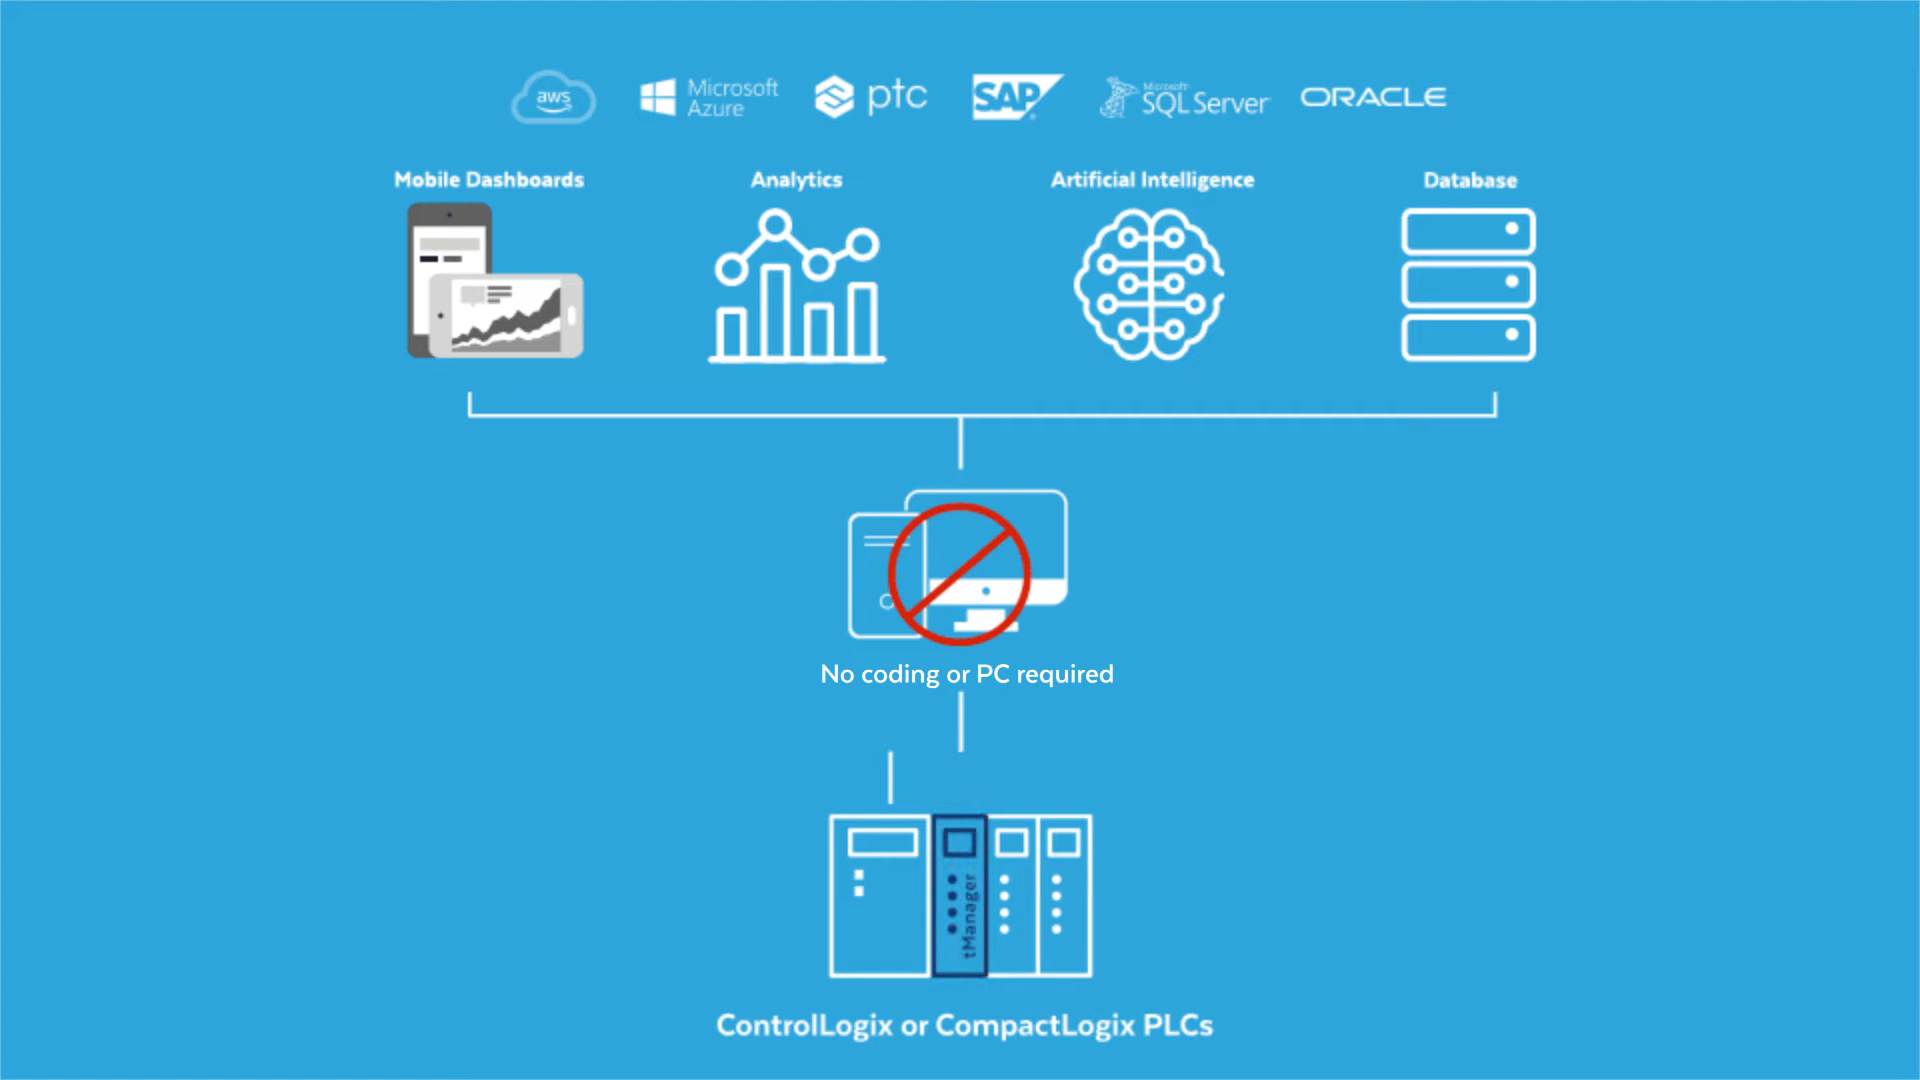 aws
Microsoft
Azure
ptc
SAP
Microsoft
SQL Server
ORACLE
Mobile Dashboards
Analytics
Artificial Intelligence
Database
No coding or PC required
tManager
ControlLogix or CompactLogix PLCs